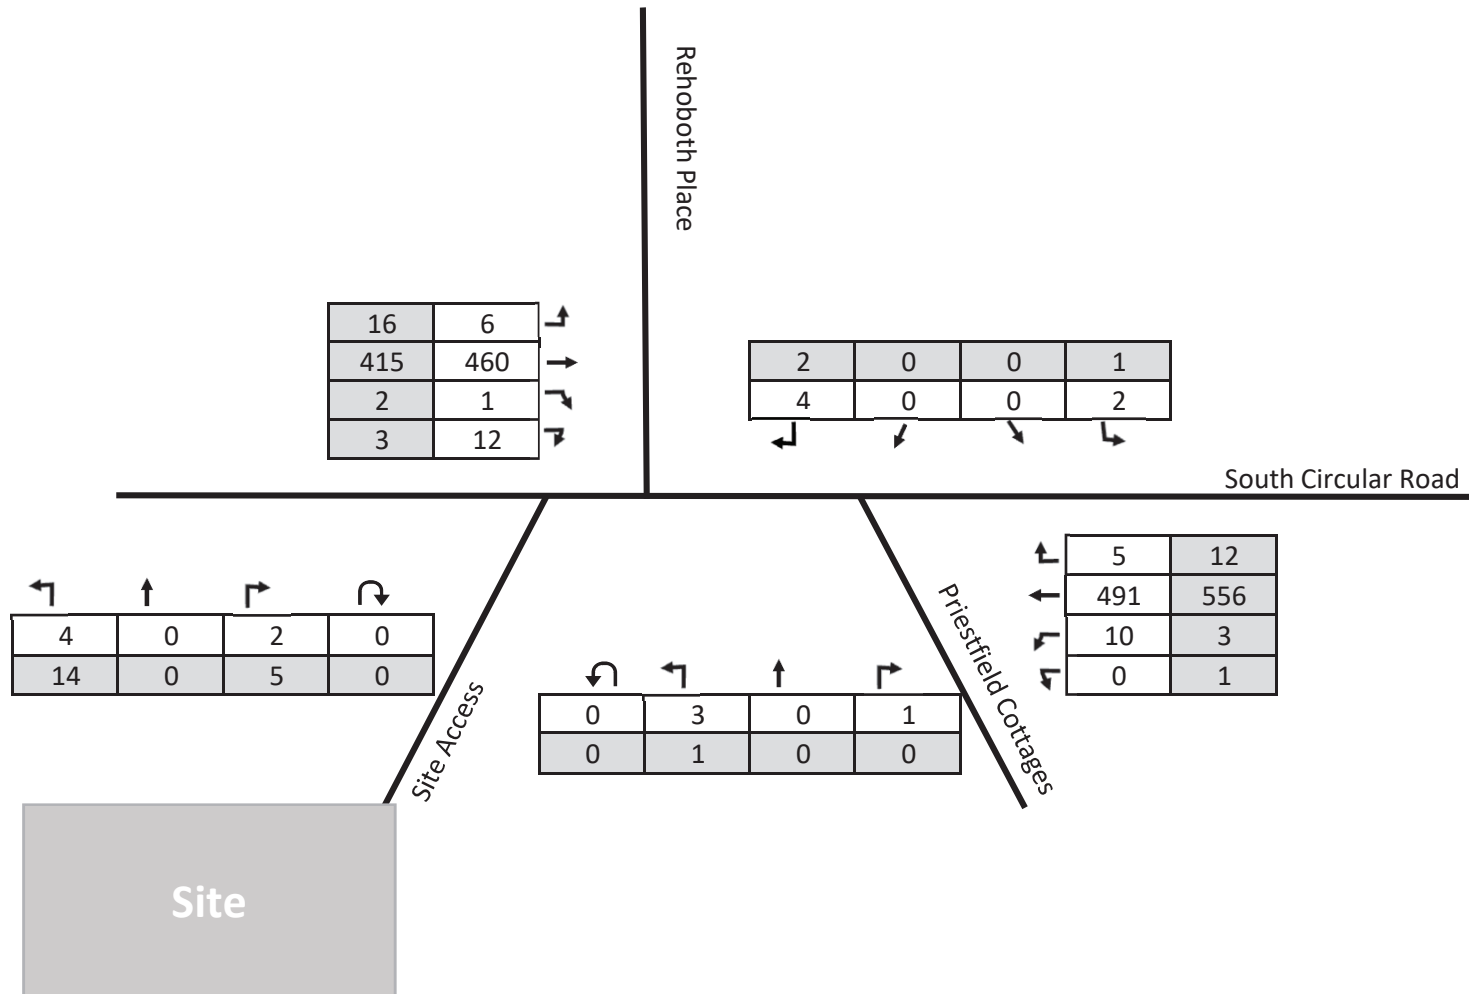 Rehoboth Place
16 6
415 460
2 1
3 12
2 0 0 1
4 0 0 2
South Circular Road
5 12
491 556
10 3
0 1
4 0 2 0
14 0 5 0
Site Access
0 3 0 1
0 1 0 0
Priestfield Cottages
Site